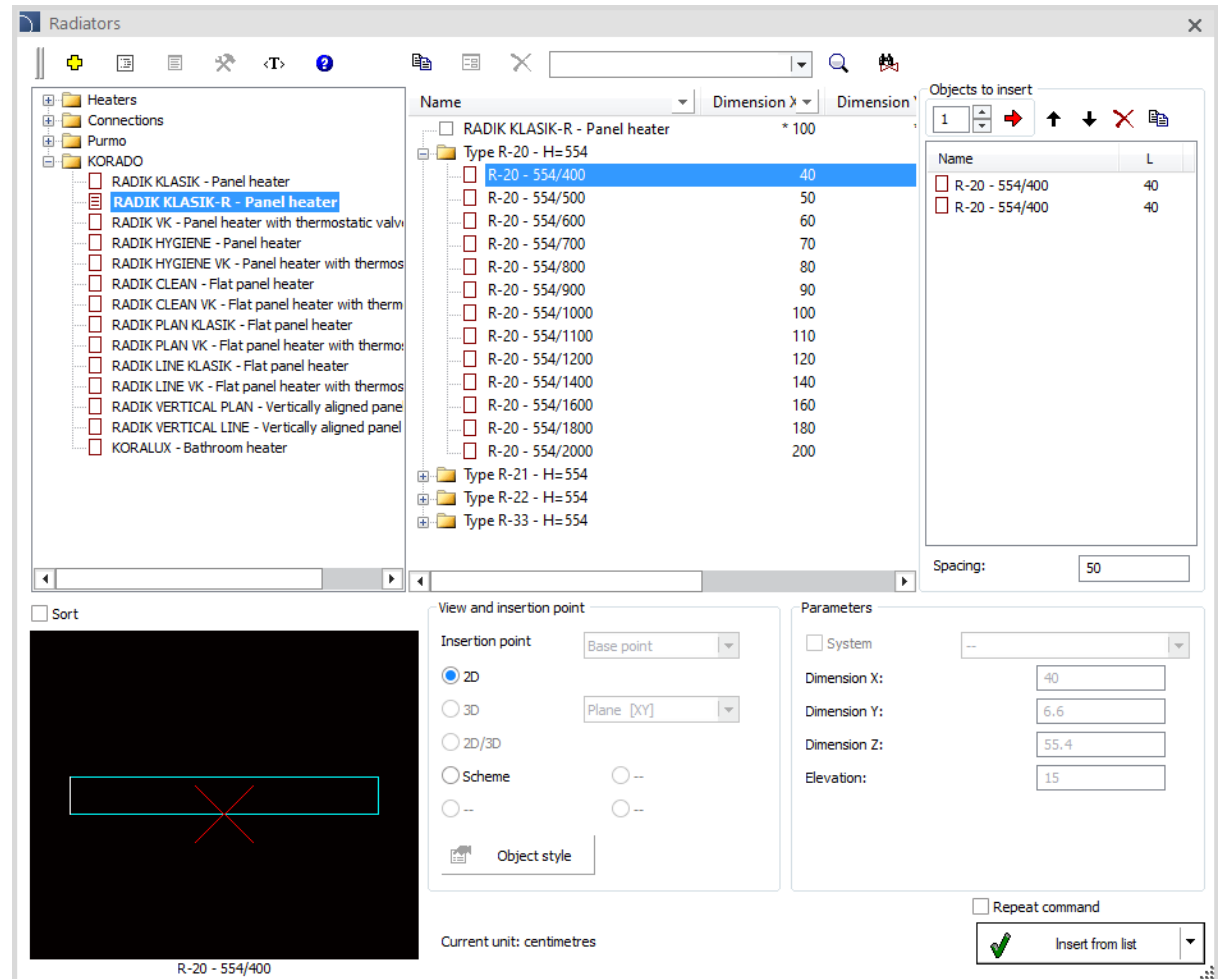 Radiators
<T>
Heaters
Connections
Purmo
KORADO
RADIK KLASIK - Panel heater
RADIK KLASIK-R - Panel heater
RADIK VK - Panel heater with thermostatic valv
RADIK HYGIENE - Panel heater
RADIK HYGIENE VK - Panel heater with thermos
RADIK CLEAN - Flat panel heater
RADIK CLEAN VK - Flat panel heater with therm
RADIK PLAN KLASIK - Flat panel heater
RADIK PLAN VK - Flat panel heater with thermo
RADIK LINE KLASIK - Flat panel heater
RADIK LINE VK - Flat panel heater with thermos
RADIK VERTICAL PLAN - Vertically aligned pane
RADIK VERTICAL LINE - Vertically aligned panel
KORALUX - Bathroom heater
Name Dimension X Dimension
RADIK KLASIK-R - Panel heater * 100 *
Type R-20 - H=554
R-20 - 554/400 40
R-20 - 554/500 50
R-20 - 554/600 60
R-20 - 554/700 70
R-20 - 554/800 80
R-20 - 554/900 90
R-20 - 554/1000 100
R-20 - 554/1100 110
R-20 - 554/1200 120
R-20 - 554/1400 140
R-20 - 554/1600 160
R-20 - 554/1800 180
R-20 - 554/2000 200
Type R-21 - H=554
Type R-22 - H=554
Type R-33 - H=554
Objects to insert
1
Name L
R-20 - 554/400 40
R-20 - 554/400 40
Spacing: 50
Sort
R-20 - 554/400
View and insertion point
Insertion point Base point
2D
3D Plane [XY]
2D/3D
Scheme --
-- --
Object style
Current unit: centimetres
Parameters
System --
Dimension X: 40
Dimension Y: 6.6
Dimension Z: 55.4
Elevation: 15
Repeat command
Insert from list